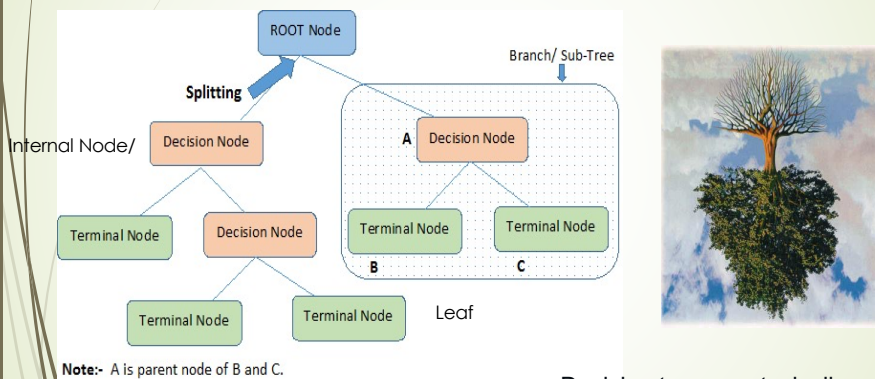 ROOT Node
Branch/ Sub-Tree
Splitting
Internal Node/
Decision Node
A
Decision Node
Terminal Node
Decision Node
Terminal Node
Terminal Node
B
C
Terminal Node
Terminal Node
Leaf
Note:- A is parent node of B and C.